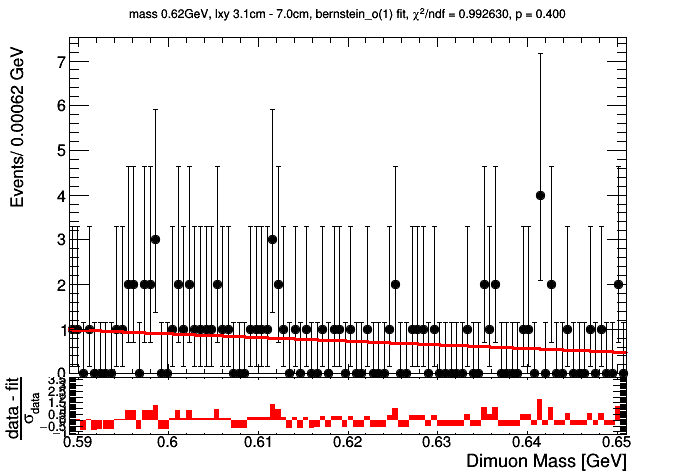 mass 0.62GeV, lxy 3.1cm - 7.0cm, bernstein_o(1) fit, χ²/ndf = 0.992630, p = 0.400
Events/ 0.00062 GeV
7
6
5
4
3
2
1
0
data - fit
σdata
0.59 0.6 0.61 0.62 0.63 0.64 0.65
Dimuon Mass [GeV]